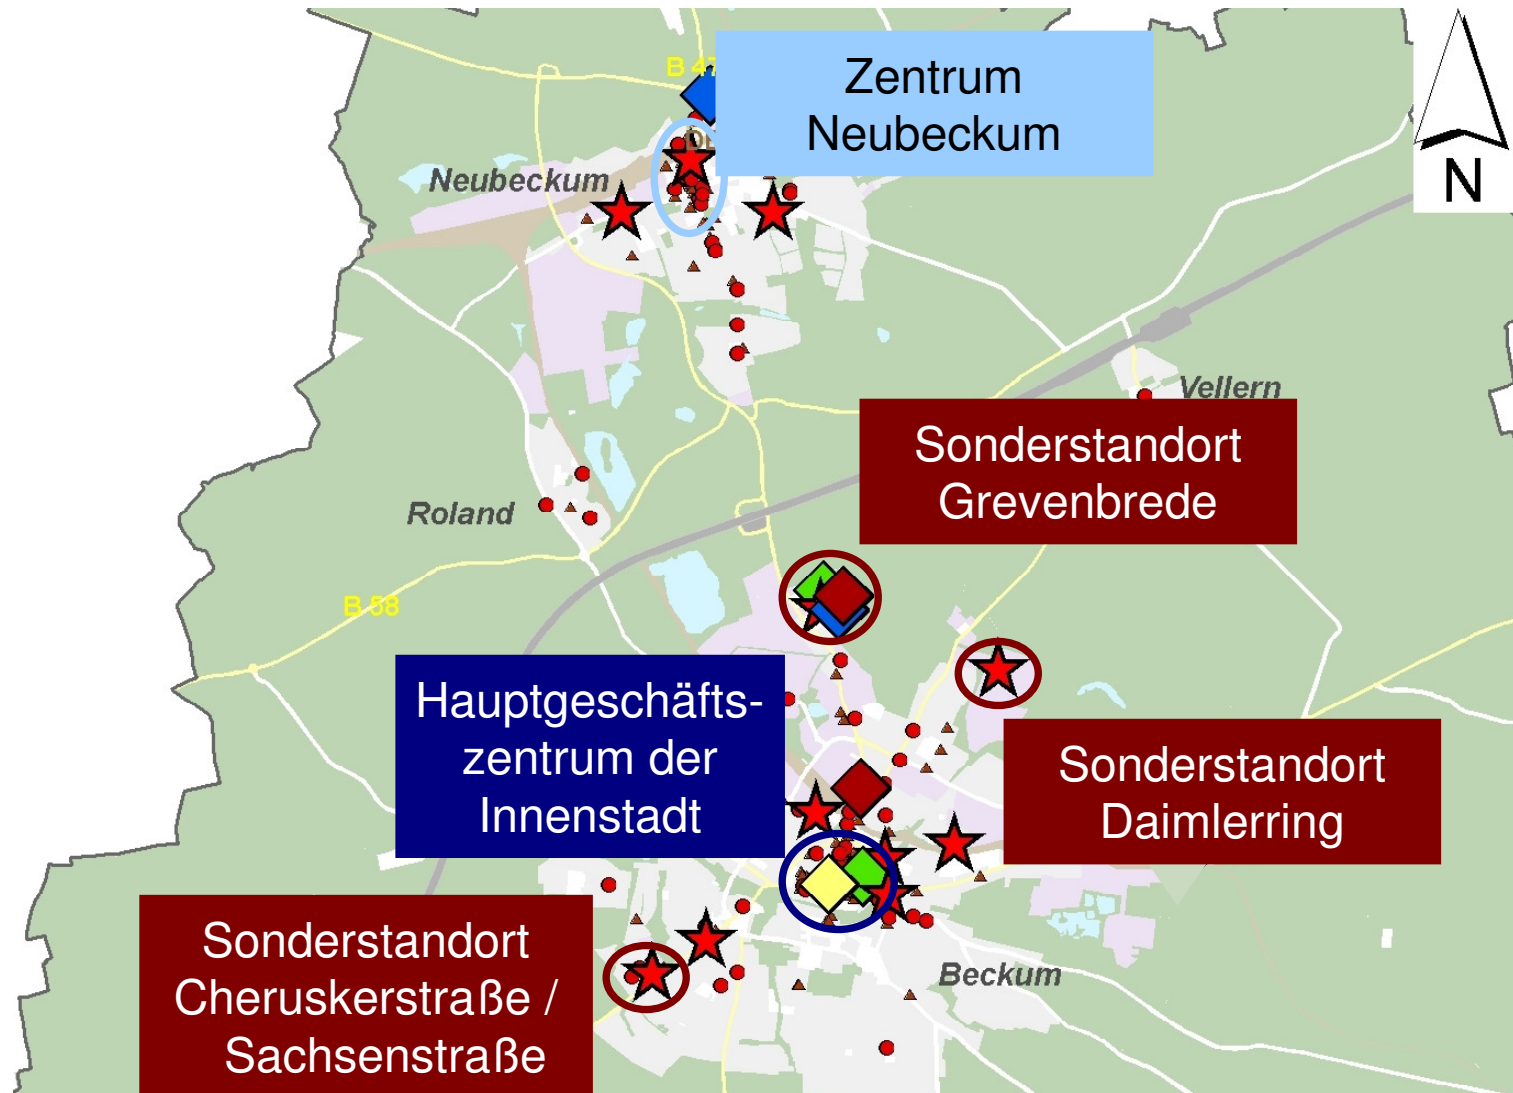 B 47
Zentrum
Neubeckum
N
Neubeckum
Vellern
Sonderstandort
Grevenbrede
Roland
B 58
Hauptgeschäfts-
zentrum der
Innenstadt
Sonderstandort
Daimlerring
Sonderstandort
Cheruskerstraße /
Sachsenstraße
Beckum